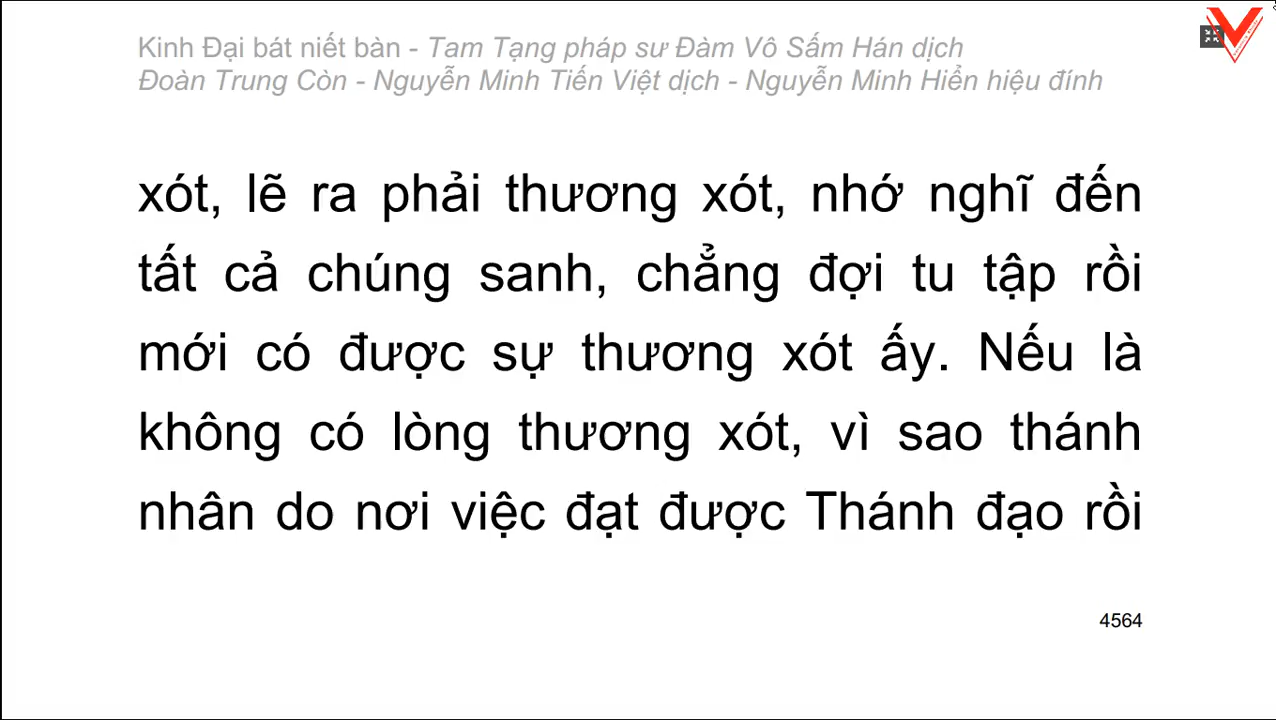 Kinh Đại bát niết bàn - Tam Tạng pháp sư Đàm Vô Sấm Hán dịch
Đoàn Trung Còn - Nguyễn Minh Tiến Việt dịch - Nguyễn Minh Hiển hiệu đính
xót, lẽ ra phải thương xót, nhớ nghĩ đến
tất cả chúng sanh, chẳng đợi tu tập rồi
mới có được sự thương xót ấy. Nếu là
không có lòng thương xót, vì sao thánh
nhân do nơi việc đạt được Thánh đạo rồi
4564